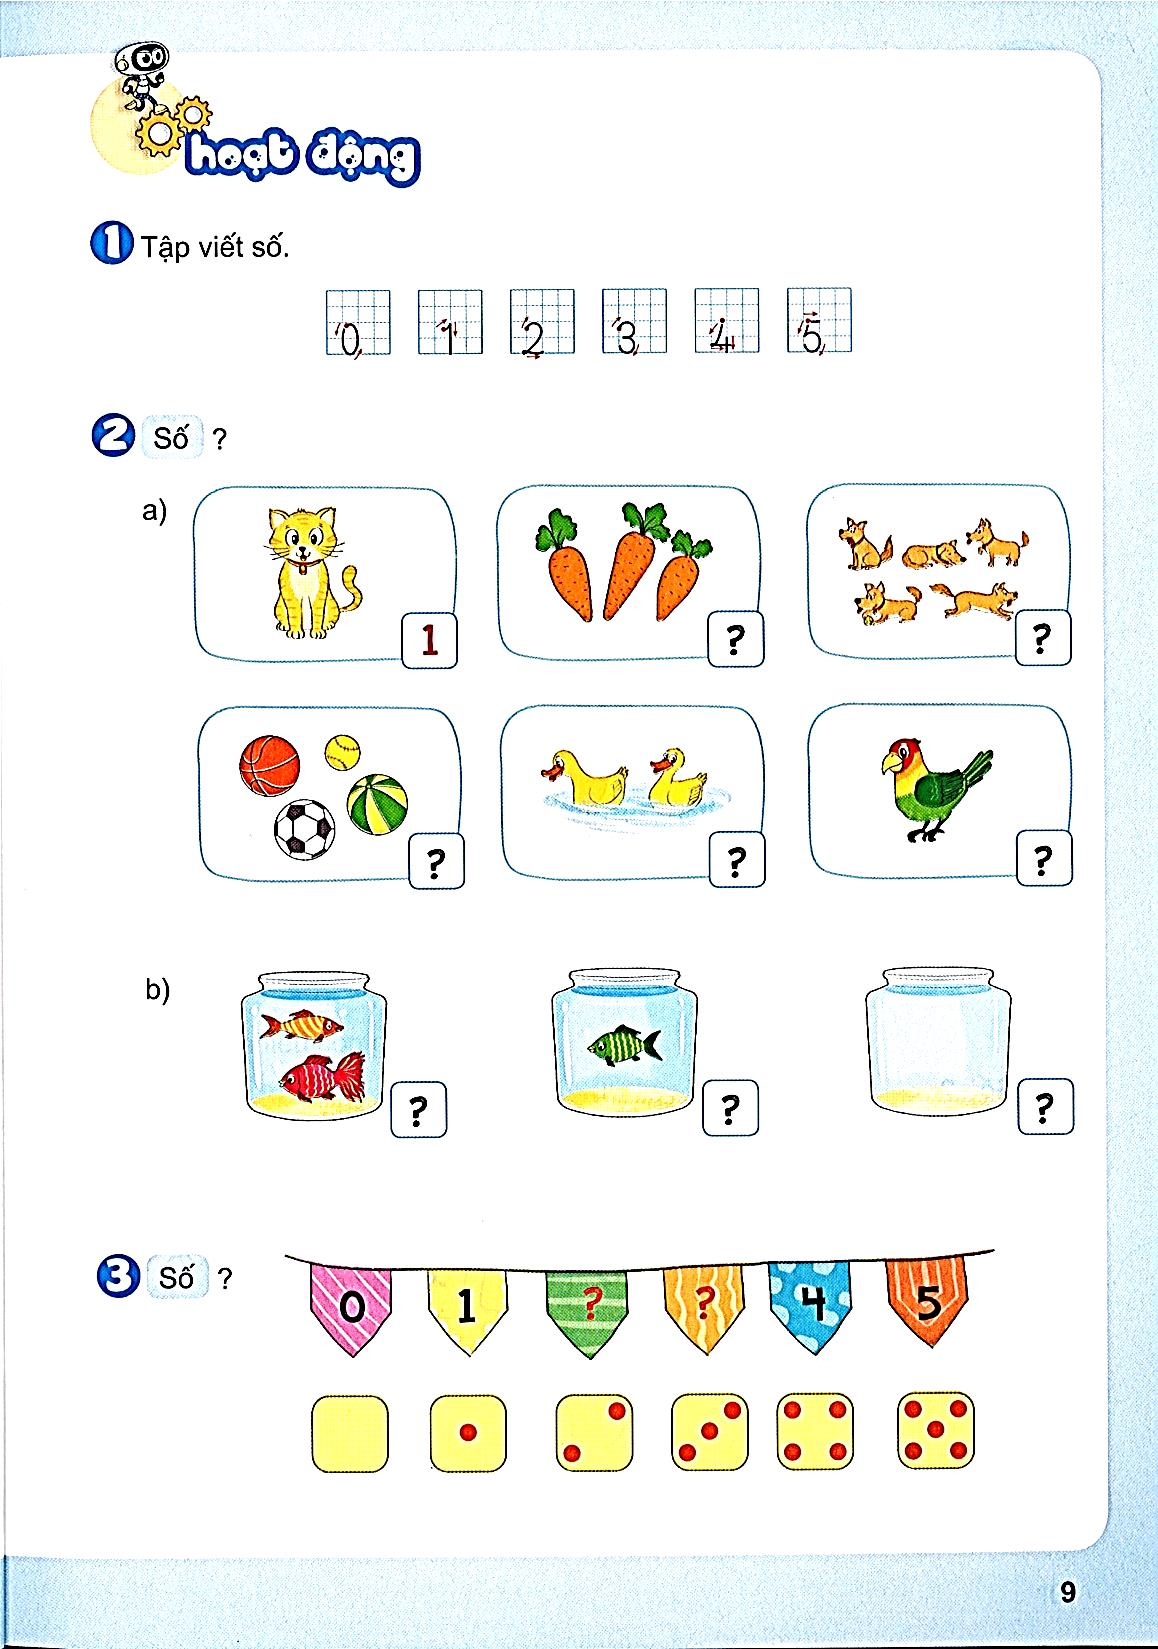 hoạt động
1 Tập viết số.
0 1 2 3 4 5
2 Số ?
a)
1 ? ?
? ? ?
b)
? ? ?
3 Số ?
0 1 ? ? 4 5
9